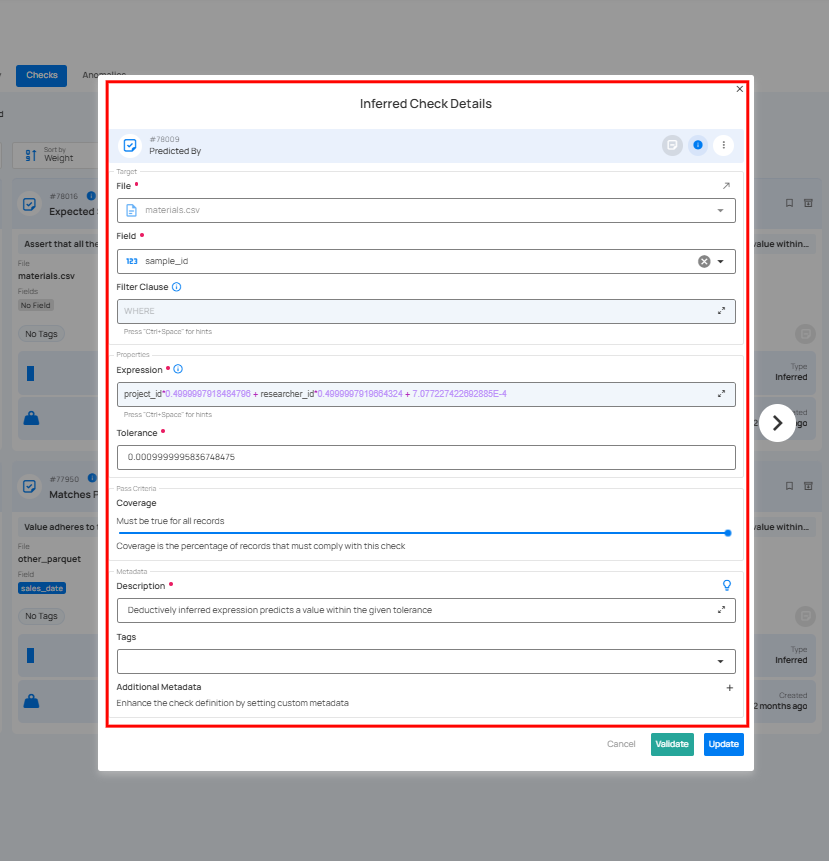 Checks
Anomalies
Sort by
Weight
#78016
Expected
Assert that all the
File
materials.csv
Fields
No Field
No Tags
#77950
Matches P
Value adheres to
File
other_parquet
Field
sales_date
No Tags
Inferred Check Details
#78009
Predicted By
Target
File *
materials.csv
Field *
123 sample_id
Filter Clause
WHERE
Press "Ctrl+Space" for hints
Properties
Expression *
project_id*0.4999997918484796 + researcher_id*0.4999997919664324 + 7.077227422692885E-4
Press "Ctrl+Space" for hints
Tolerance *
0.0009999995836748475
Pass Criteria
Coverage
Must be true for all records
Coverage is the percentage of records that must comply with this check
Metadata
Description *
Deductively inferred expression predicts a value within the given tolerance
Tags
Additional Metadata
Enhance the check definition by setting custom metadata
Cancel
Validate
Update
value within...
Type
Inferred
ago
value within...
Type
Inferred
Created
2 months ago